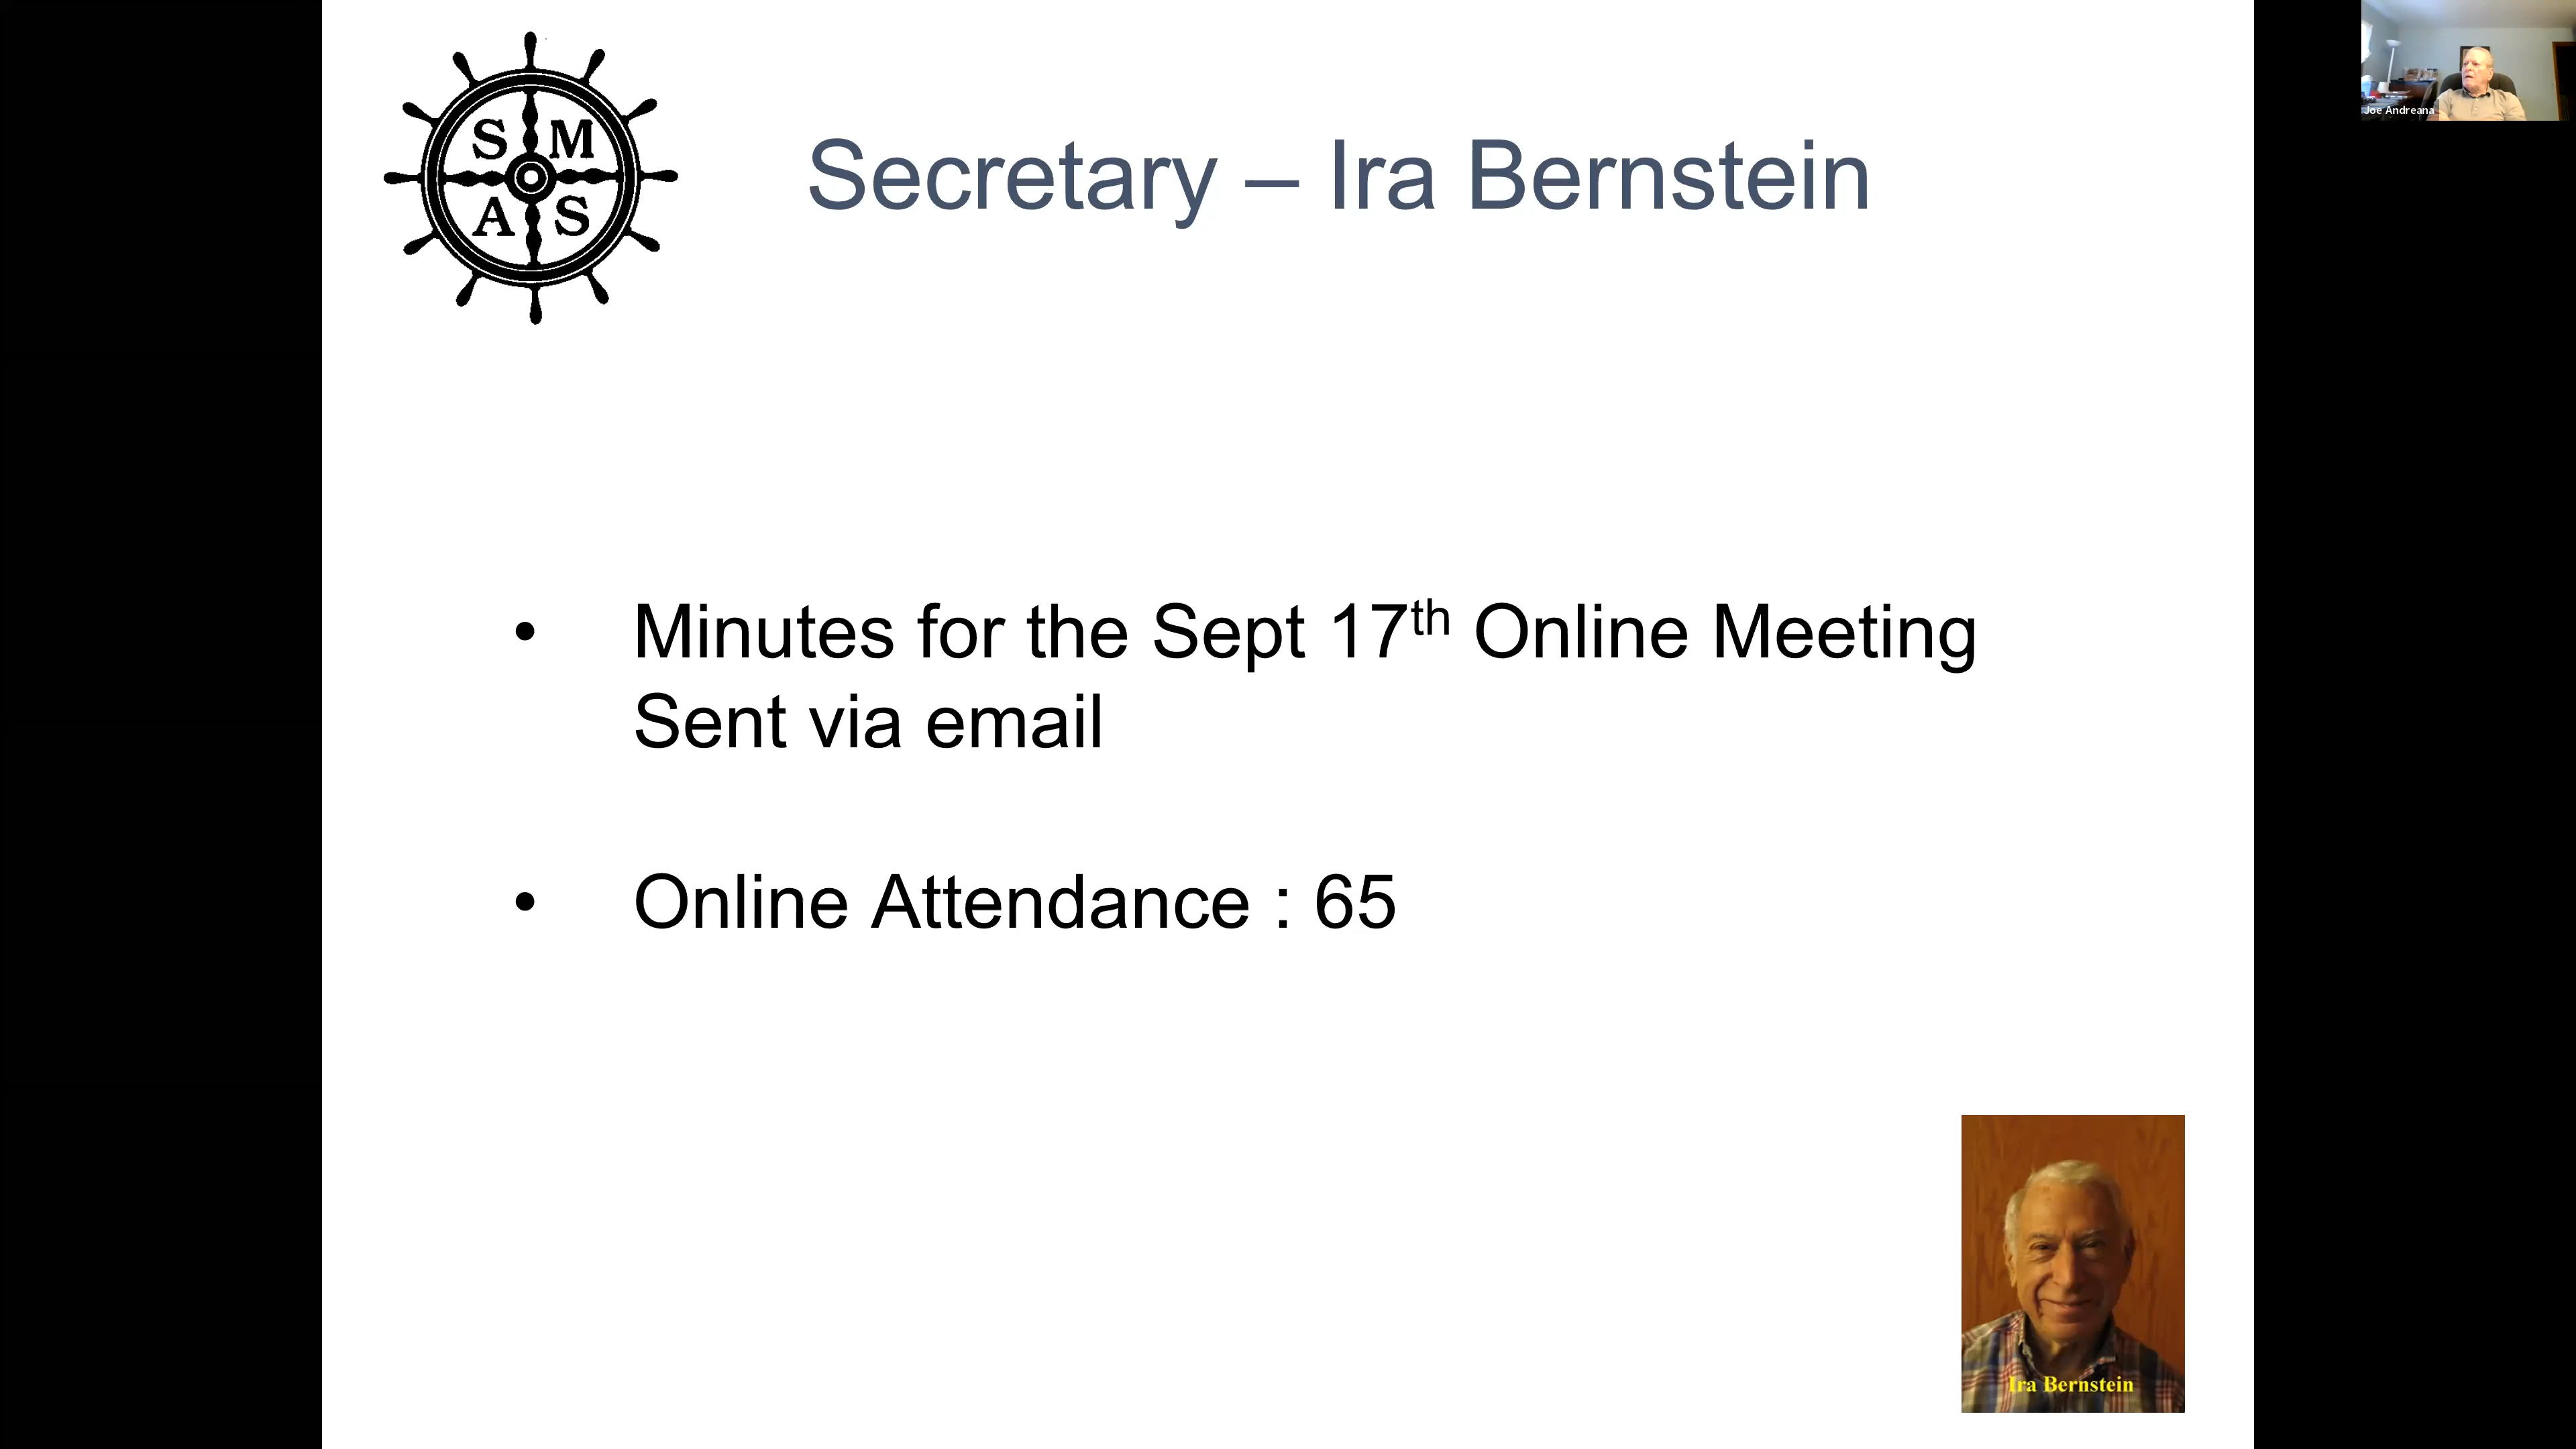 S M
A S
Secretary – Ira Bernstein
• Minutes for the Sept 17th Online Meeting
Sent via email
• Online Attendance : 65
Ira Bernstein
Joe Andreana